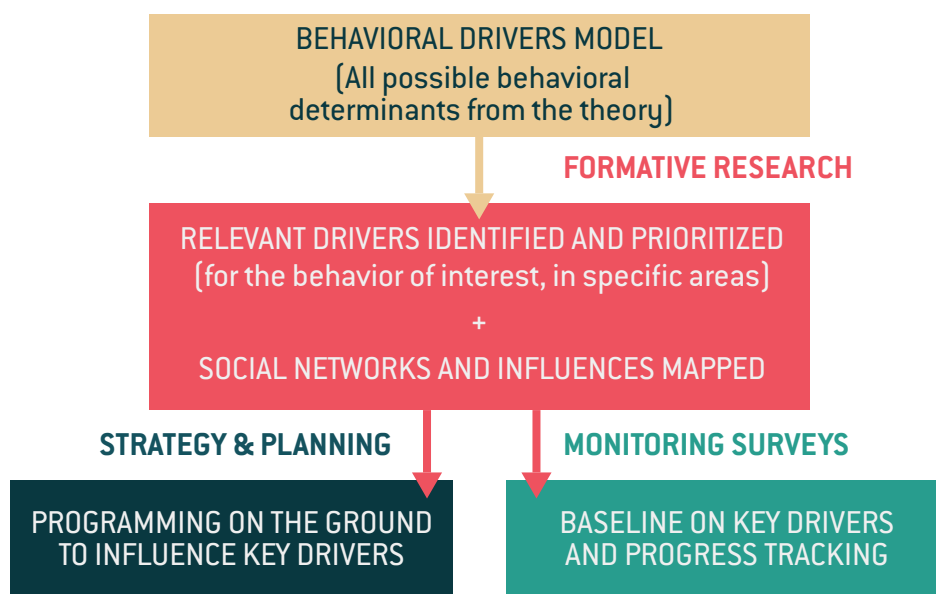 BEHAVIORAL DRIVERS MODEL
(All possible behavioral
determinants from the theory)
FORMATIVE RESEARCH
RELEVANT DRIVERS IDENTIFIED AND PRIORITIZED
(for the behavior of interest, in specific areas)
+
SOCIAL NETWORKS AND INFLUENCES MAPPED
STRATEGY & PLANNING
MONITORING SURVEYS
PROGRAMMING ON THE GROUND
TO INFLUENCE KEY DRIVERS
BASELINE ON KEY DRIVERS
AND PROGRESS TRACKING